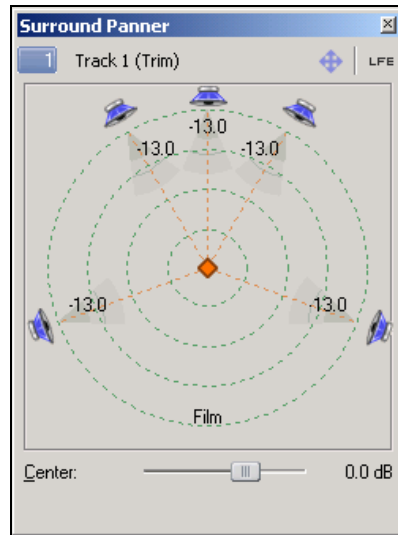 Surround Panner
1 Track 1 (Trim) LFE
-13.0
-13.0 -13.0
-13.0 -13.0
Film
Center: 0.0 dB